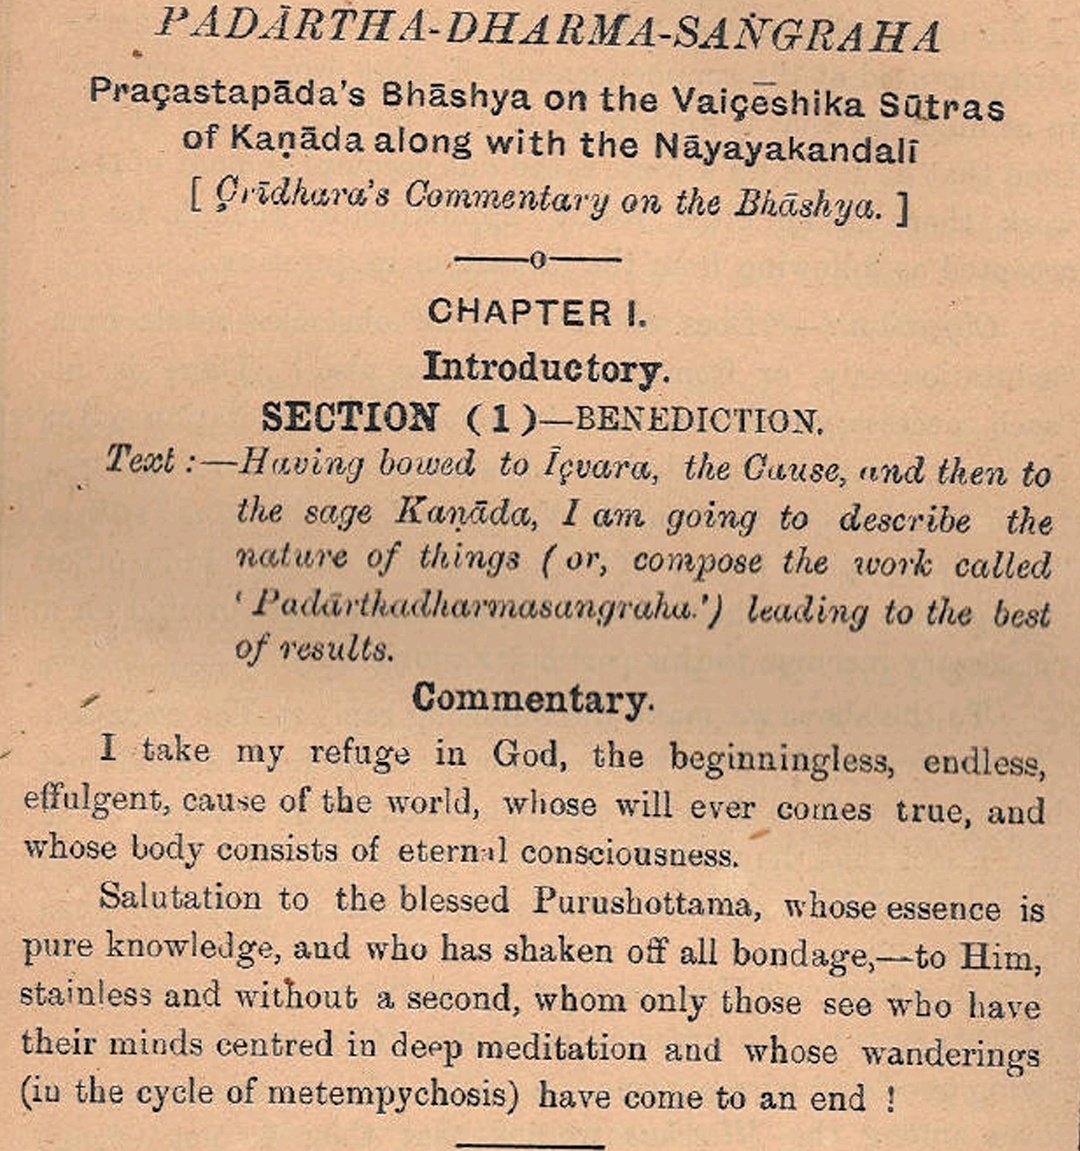 PADĀRTHA-DHARMA-SAṄGRAHA
Praçastapāda's Bhāshya on the Vaiçēshika Sūtras
of Kaṇāda along with the Nāyayakandalī
[ Çrīdhara's Commentary on the Bhāshya. ]
—o—
CHAPTER I.
Introductory.
SECTION (1)—BENEDICTION.
Text :—Having bowed to Īçvara, the Cause, and then to
the sage Kaṇāda, I am going to describe the
nature of things ( or, compose the work called
‘Padārthadharmasangraha.’) leading to the best
of results.
Commentary.
I take my refuge in God, the beginningless, endless,
effulgent, cause of the world, whose will ever comes true, and
whose body consists of eternal consciousness.
Salutation to the blessed Purushottama, whose essence is
pure knowledge, and who has shaken off all bondage,—to Him,
stainless and without a second, whom only those see who have
their minds centred in deep meditation and whose wanderings
(in the cycle of metempychosis) have come to an end !